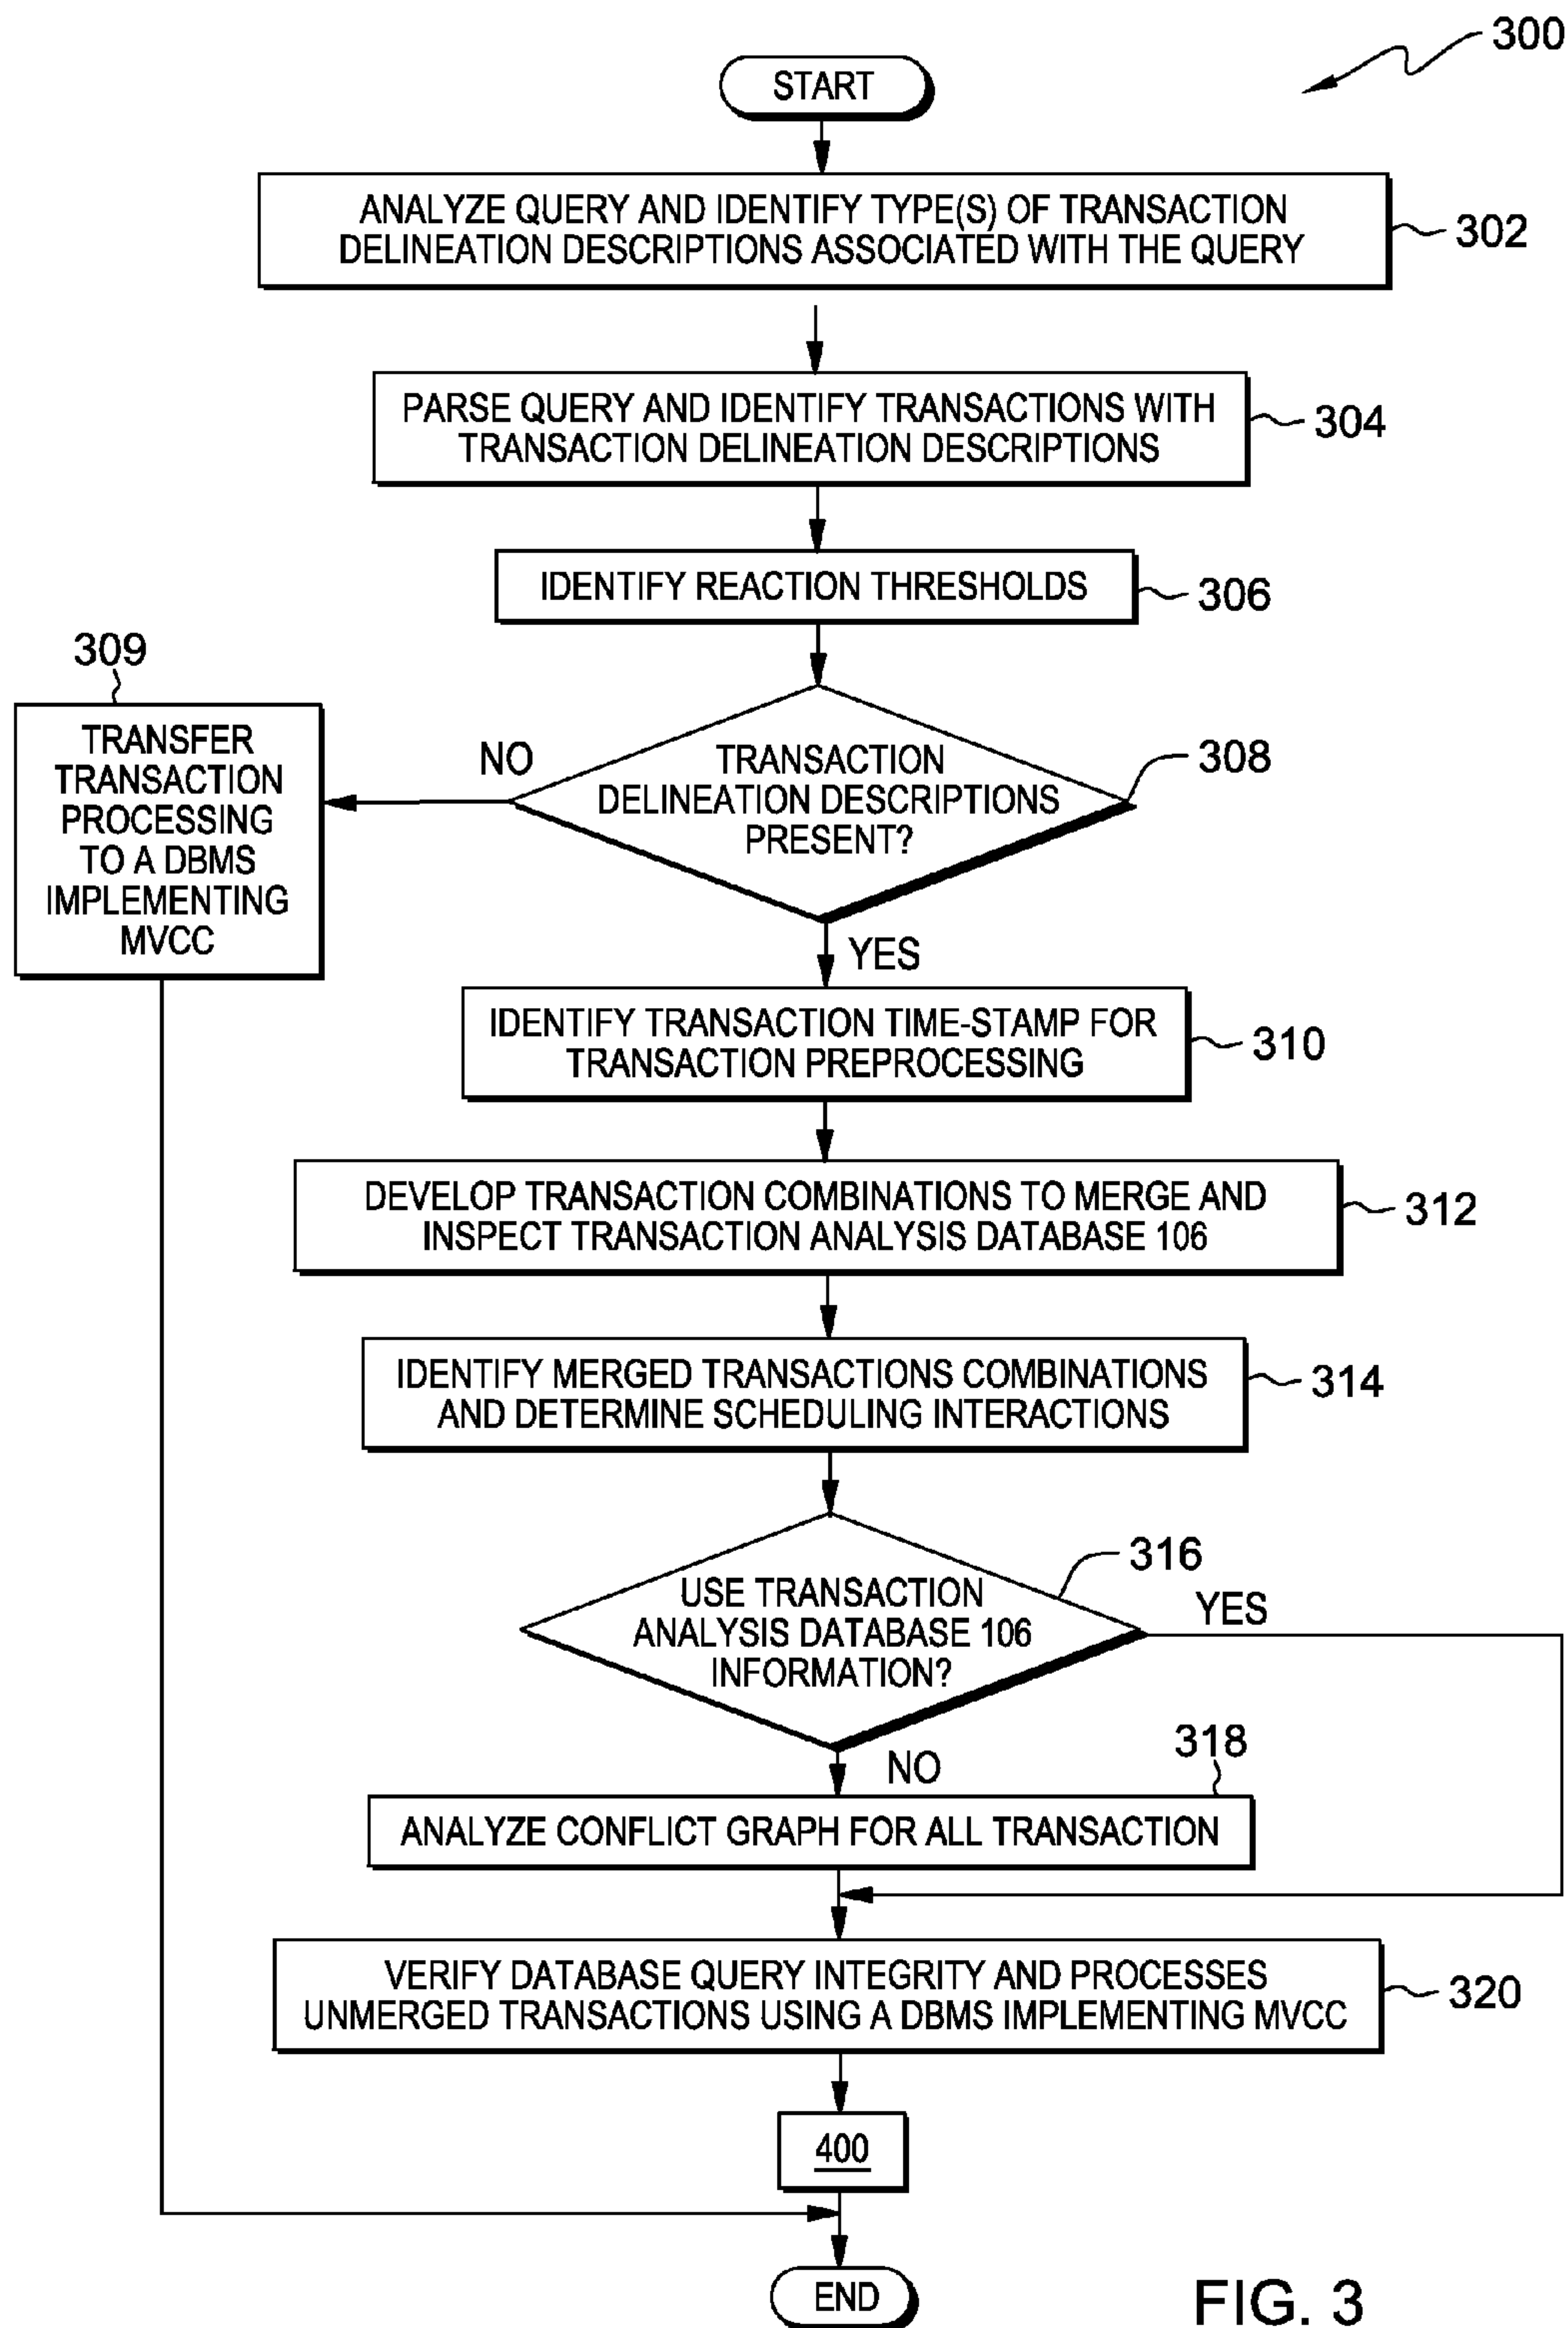 300
START
ANALYZE QUERY AND IDENTIFY TYPE(S) OF TRANSACTION
DELINEATION DESCRIPTIONS ASSOCIATED WITH THE QUERY
302
PARSE QUERY AND IDENTIFY TRANSACTIONS WITH
TRANSACTION DELINEATION DESCRIPTIONS
304
IDENTIFY REACTION THRESHOLDS
306
309
TRANSFER
TRANSACTION
PROCESSING
TO A DBMS
IMPLEMENTING
MVCC
NO
TRANSACTION
DELINEATION DESCRIPTIONS
PRESENT?
308
YES
IDENTIFY TRANSACTION TIME-STAMP FOR
TRANSACTION PREPROCESSING
310
DEVELOP TRANSACTION COMBINATIONS TO MERGE AND
INSPECT TRANSACTION ANALYSIS DATABASE 106
312
IDENTIFY MERGED TRANSACTIONS COMBINATIONS
AND DETERMINE SCHEDULING INTERACTIONS
314
USE TRANSACTION
ANALYSIS DATABASE 106
INFORMATION?
316
YES
NO
318
ANALYZE CONFLICT GRAPH FOR ALL TRANSACTION
VERIFY DATABASE QUERY INTEGRITY AND PROCESSES
UNMERGED TRANSACTIONS USING A DBMS IMPLEMENTING MVCC
320
400
END
FIG. 3